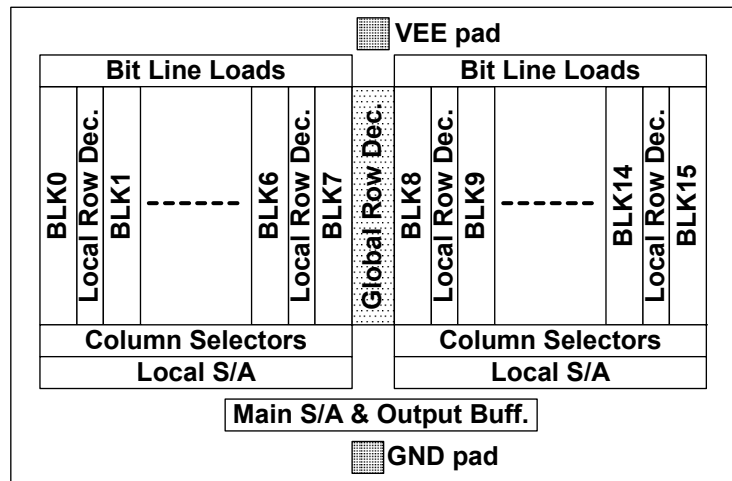 VEE pad
Bit Line Loads
Bit Line Loads
BLK0
Local Row Dec.
BLK1
BLK6
Local Row Dec.
BLK7
Global Row Dec.
BLK8
Local Row Dec.
BLK9
BLK14
Local Row Dec.
BLK15
Column Selectors
Column Selectors
Local S/A
Local S/A
Main S/A & Output Buff.
GND pad